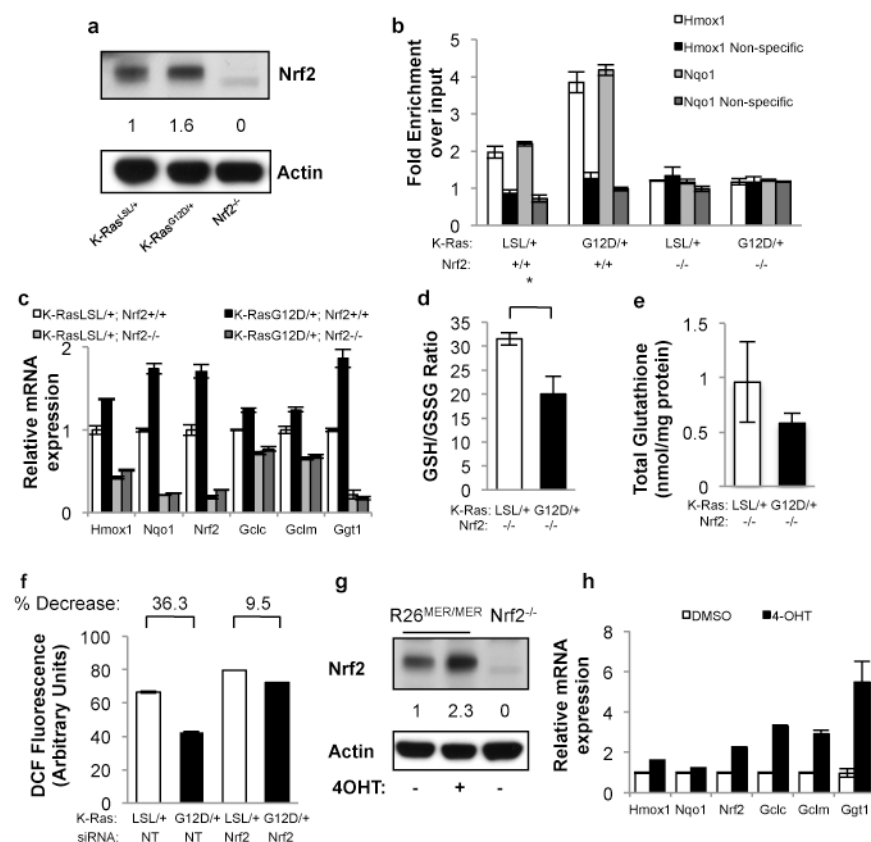 a
Nrf2
1 1.6 0
Actin
K-Ras^LSL/+ K-Ras^G12D/+ Nrf2^-/-
b
Fold Enrichment
over input
5
4
3
2
1
0
Hmox1
Hmox1 Non-specific
Nqo1
Nqo1 Non-specific
K-Ras: LSL/+ G12D/+ LSL/+ G12D/+
Nrf2: +/+ +/+ -/- -/-
c
K-RasLSL/+; Nrf2+/+ K-RasG12D/+; Nrf2+/+
K-RasLSL/+; Nrf2-/- K-RasG12D/+; Nrf2-/-
Relative mRNA
expression
2
1
0
Hmox1 Nqo1 Nrf2 Gclc Gclm Ggt1
d
*
GSH/GSSG Ratio
35
30
25
20
15
10
5
0
K-Ras: LSL/+ G12D/+
Nrf2: -/- -/-
e
Total Glutathione
(nmol/mg protein)
1.5
1
0.5
0
K-Ras: LSL/+ G12D/+
Nrf2: -/- -/-
f
% Decrease: 36.3 9.5
DCF Fluorescence
(Arbitrary Units)
100
80
60
40
20
0
K-Ras: LSL/+ G12D/+ LSL/+ G12D/+
siRNA: NT NT Nrf2 Nrf2
g
R26^MER/MER Nrf2^-/-
Nrf2
1 2.3 0
Actin
4OHT: - + -
h
DMSO 4-OHT
Relative mRNA
expression
8
6
4
2
0
Hmox1 Nqo1 Nrf2 Gclc Gclm Ggt1